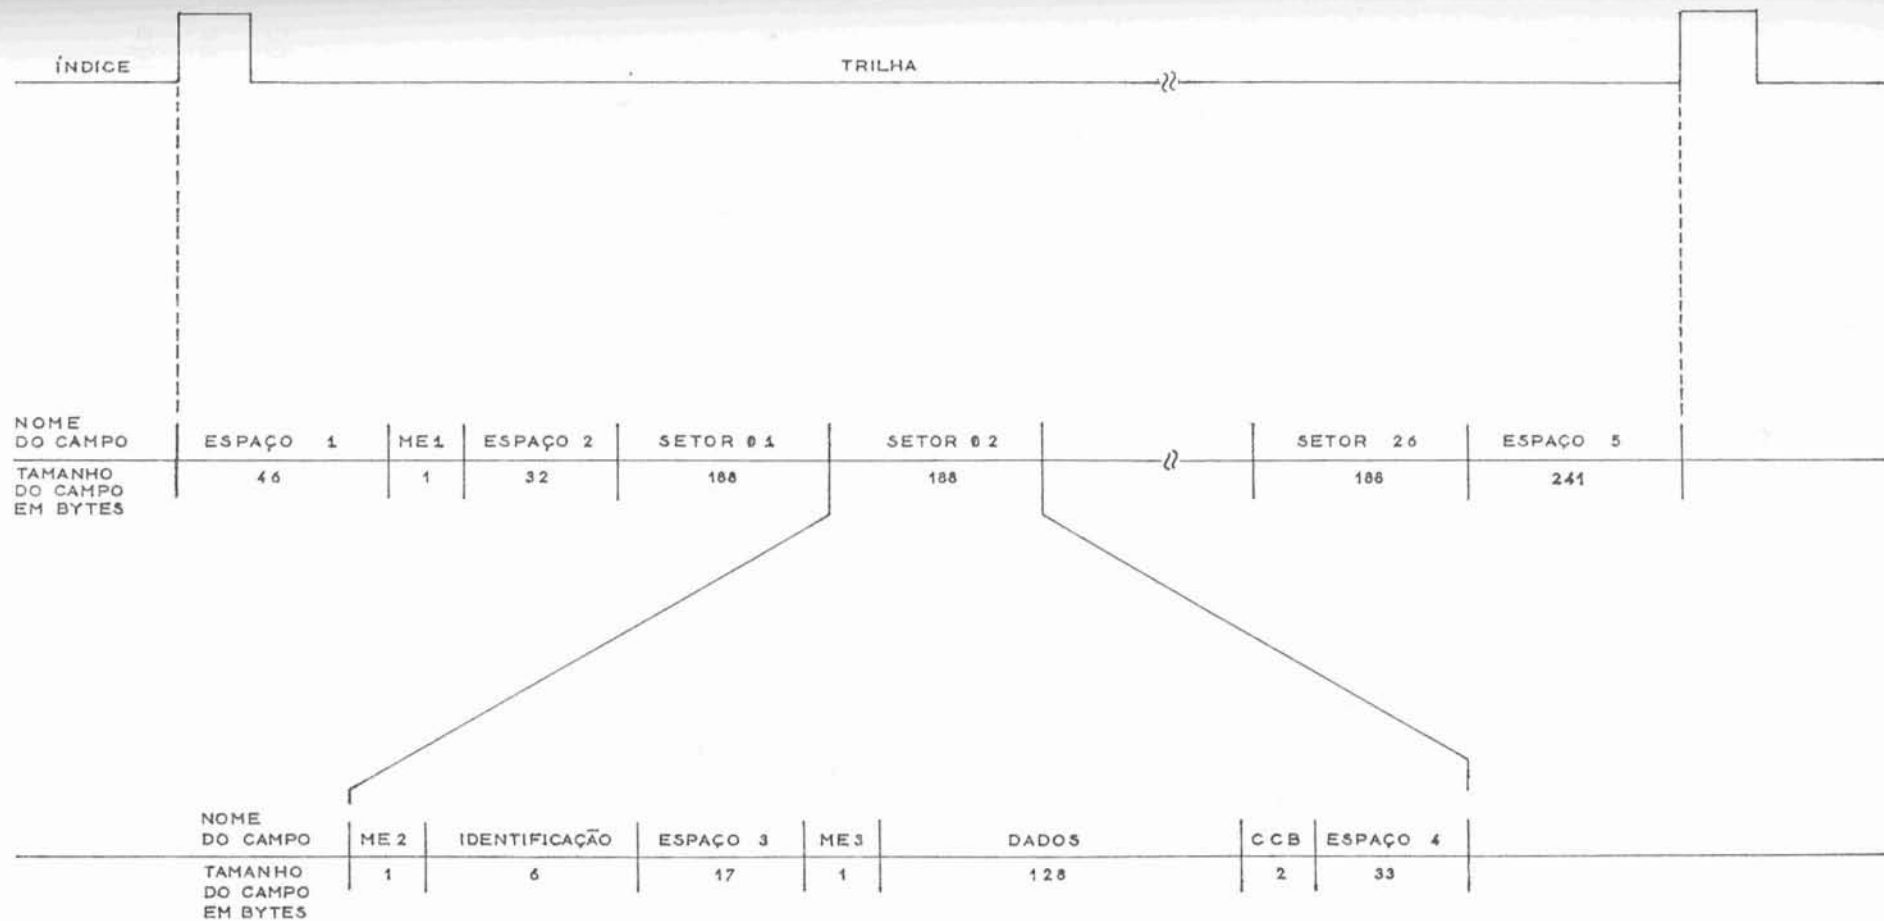 ÍNDICE
TRILHA
NOME
DO CAMPO
ESPAÇO 1
ME1
ESPAÇO 2
SETOR 01
SETOR 02
SETOR 26
ESPAÇO 5
TAMANHO
DO CAMPO
EM BYTES
46
1
32
188
188
188
241
NOME
DO CAMPO
ME2
IDENTIFICAÇÃO
ESPAÇO 3
ME3
DADOS
CCB
ESPAÇO 4
TAMANHO
DO CAMPO
EM BYTES
1
6
17
1
128
2
33